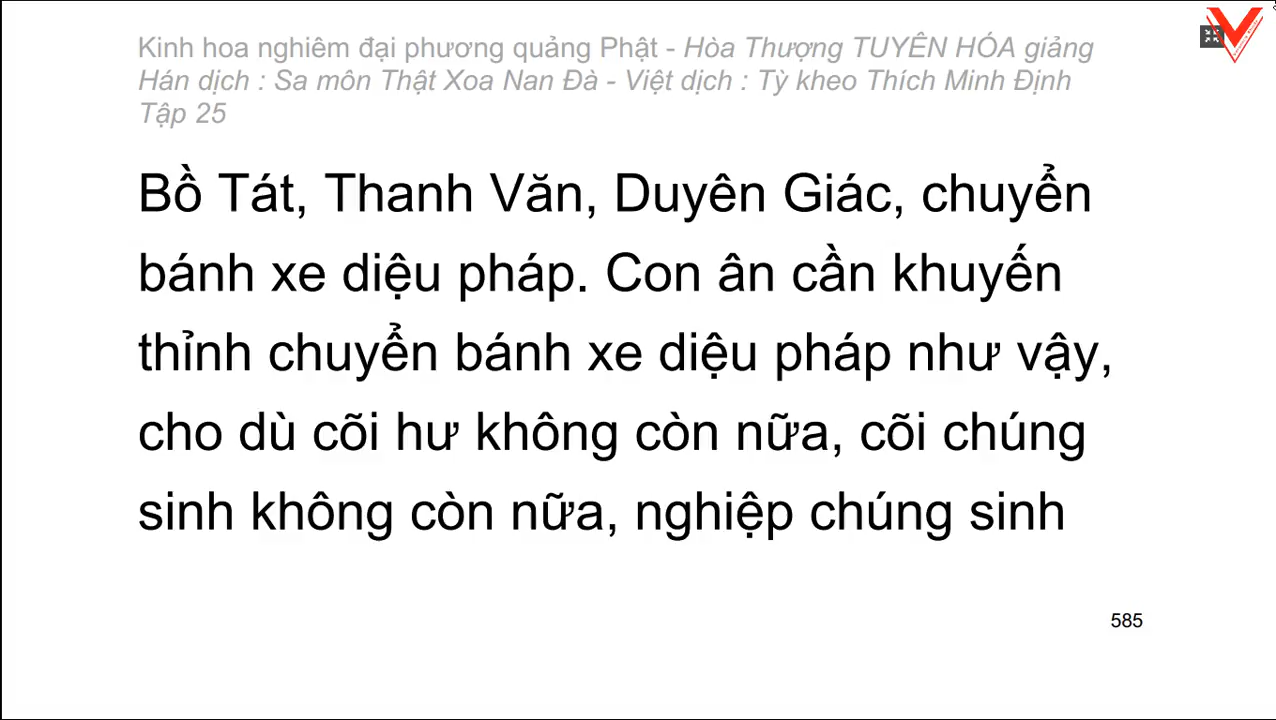 Kinh hoa nghiêm đại phương quảng Phật - Hòa Thượng TUYÊN HÓA giảng
Hán dịch : Sa môn Thật Xoa Nan Đà - Việt dịch : Tỳ kheo Thích Minh Định
Tập 25
Bồ Tát, Thanh Văn, Duyên Giác, chuyển
bánh xe diệu pháp. Con ân cần khuyến
thỉnh chuyển bánh xe diệu pháp như vậy,
cho dù cõi hư không còn nữa, cõi chúng
sinh không còn nữa, nghiệp chúng sinh
585